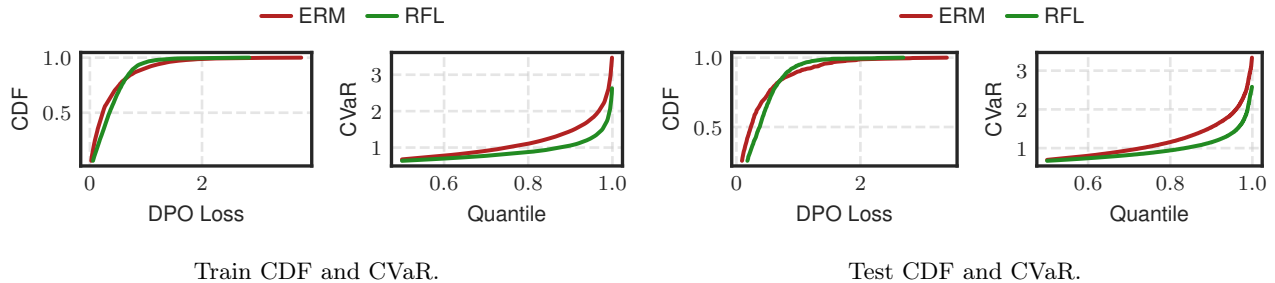 ERM RFL
ERM RFL
CDF
1.0
0.5
0
2
DPO Loss
CVaR
3
2
1
0.6
0.8
1.0
Quantile
CDF
1.0
0.5
0
2
DPO Loss
CVaR
3
2
1
0.6
0.8
1.0
Quantile
Train CDF and CVaR.
Test CDF and CVaR.